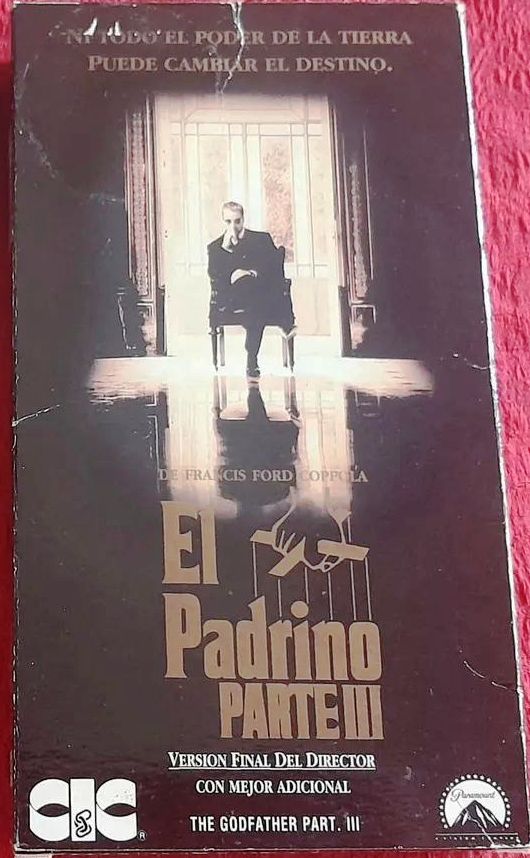 NI TODO EL PODER DE LA TIERRA
PUEDE CAMBIAR EL DESTINO.
DE FRANCIS FORD COPPOLA
El
Padrino
PARTE III
VERSION FINAL DEL DIRECTOR
CON MEJOR ADICIONAL
CIC
®
THE GODFATHER PART. III
Paramount